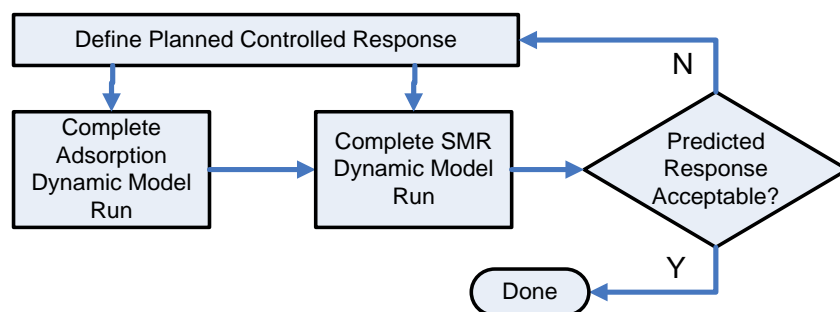 Define Planned Controlled Response
N
Complete
Adsorption
Dynamic Model
Run
Complete SMR
Dynamic Model
Run
Predicted
Response
Acceptable?
Y
Done